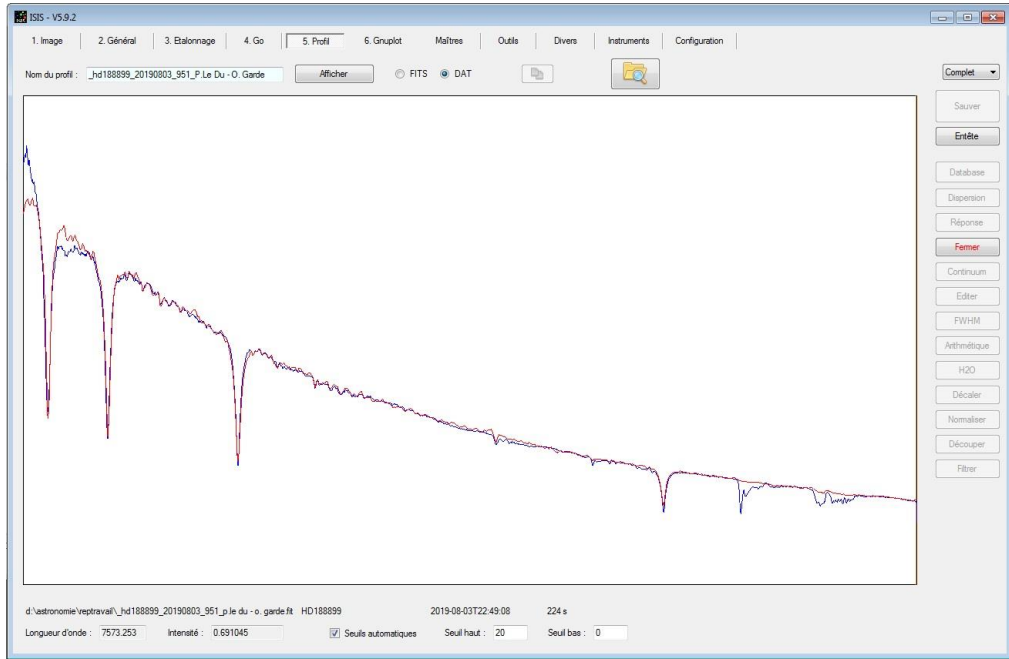 ISIS - V5.9.2
1. Image 2. Général 3. Etalonnage 4. Go 5. Profil 6. Gnuplot Maîtres Outils Divers Instruments Configuration
Nom du profil : _hd188899_20190803_951_P.Le Du - O. Garde Afficher FITS DAT Complet
Sauver
Entête
Database
Dispersion
Réponse
Fermer
Continuum
Editer
FWHM
Arithmétique
H2O
Décaler
Normaliser
Découper
Filtrer
d:\astronomie\reptravail\_hd188899_20190803_951_p.le du - o. garde.fit HD188899 2019-08-03T22:49:08 224 s
Longueur d'onde : 7573.253 Intensité : 0.691045 Seuils automatiques Seuil haut : 20 Seuil bas : 0